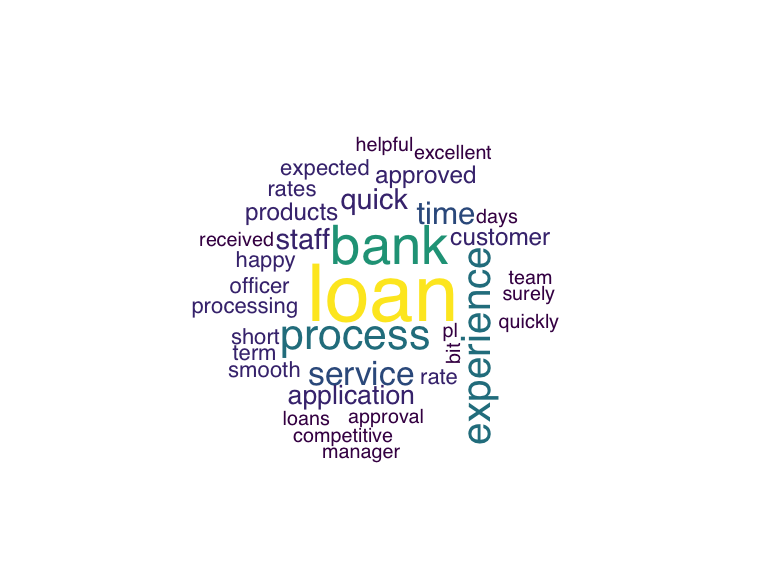 helpful
excellent
expected
approved
rates
quick
products
time
days
received
staff
bank
customer
happy
experience
officer
loan
team
surely
processing
quickly
short
process
pl
term
bit
smooth
service
rate
application
loans
approval
competitive
manager